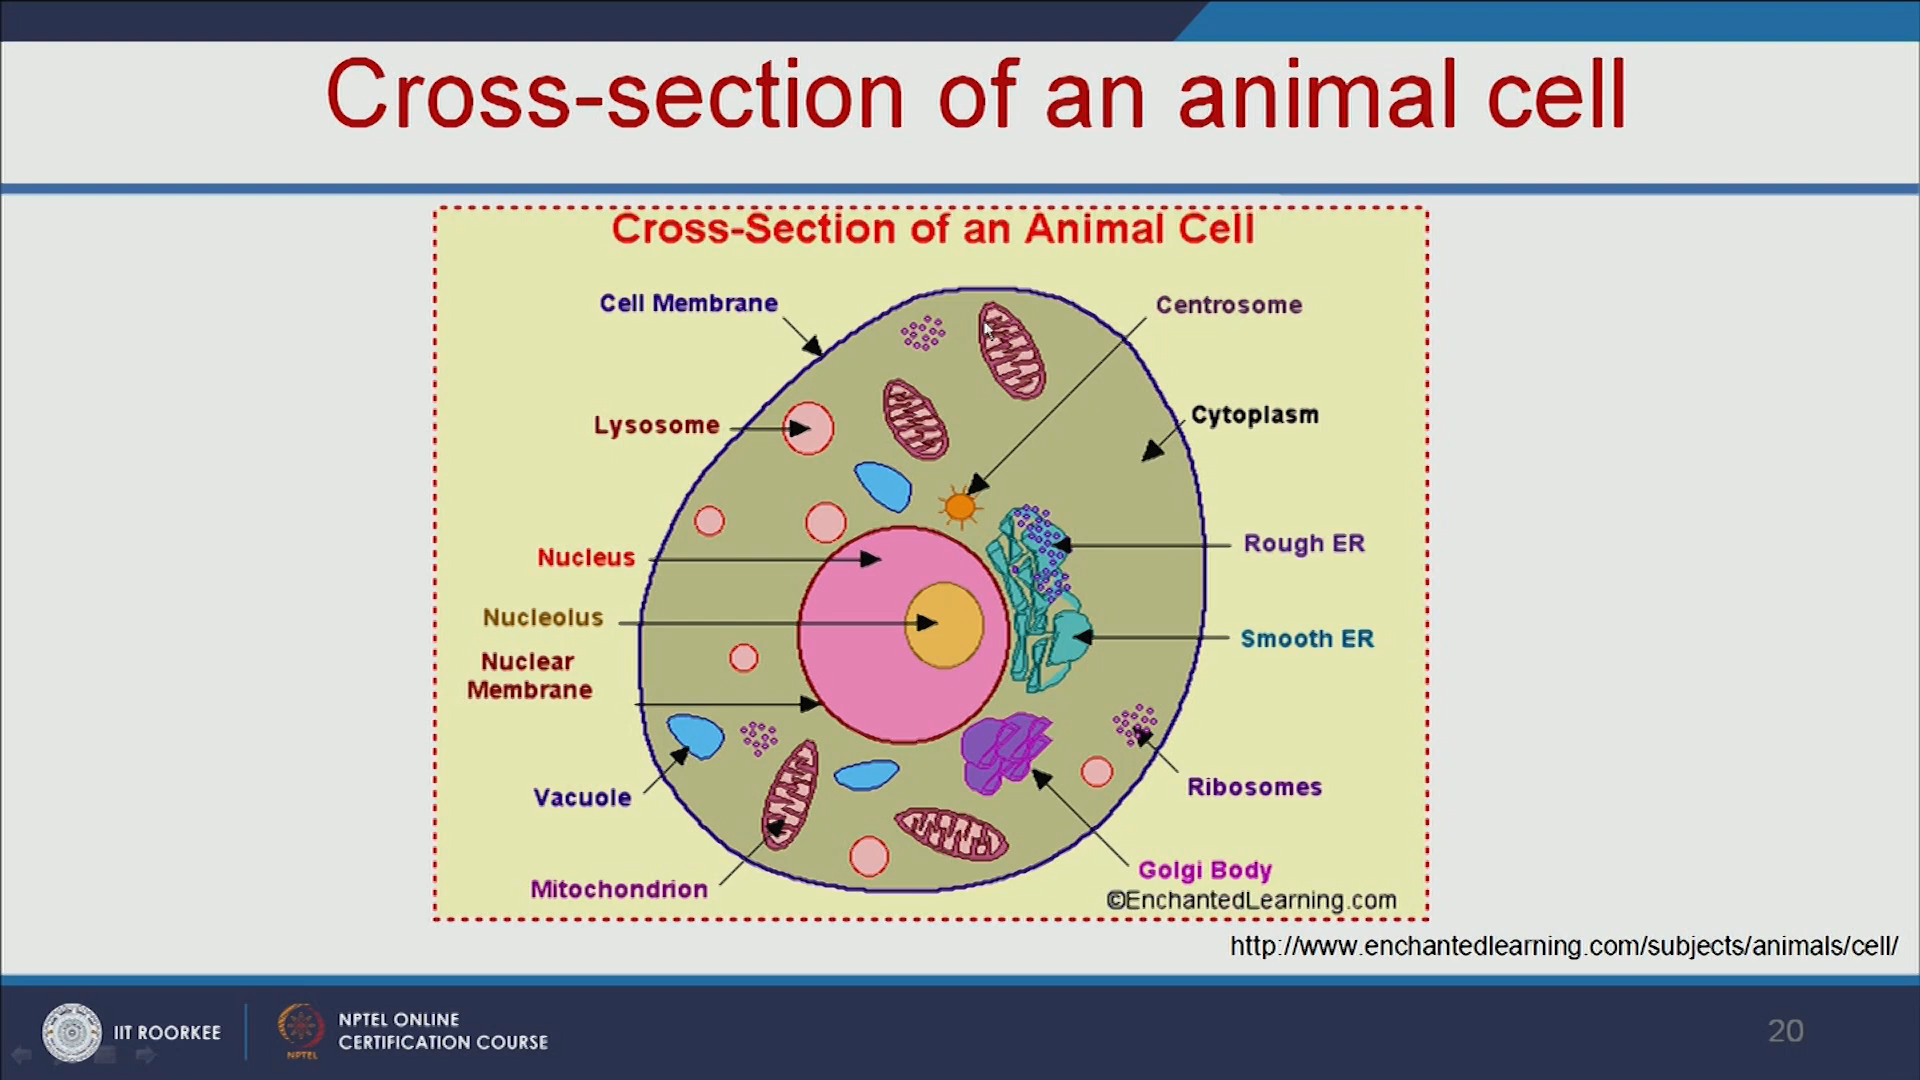 Cross-section of an animal cell
Cross-Section of an Animal Cell
Cell Membrane
Centrosome
Lysosome
Cytoplasm
Nucleus
Rough ER
Nucleolus
Smooth ER
Nuclear
Membrane
Vacuole
Ribosomes
Mitochondrion
Golgi Body
©EnchantedLearning.com
http://www.enchantedlearning.com/subjects/animals/cell/
IIT ROORKEE
NPTEL
NPTEL ONLINE
CERTIFICATION COURSE
20